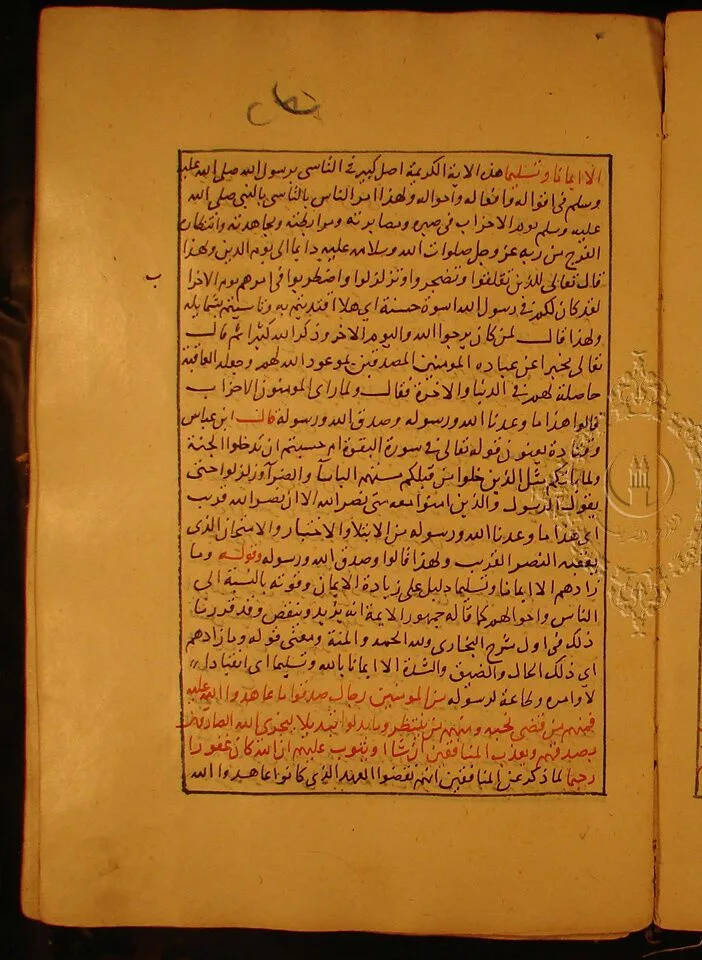 الا ايمانا وتسليما هذه الاية الكريمة اصل كبير في التأسي برسول الله صلى الله عليه
وسلم في اقواله وافعاله واحواله ولهذا امر الناس بالتأسي بالنبي صلى الله
عليه وسلم يوم الاحزاب في صبره ومصابرته ومرابطته ومجاهدته وانتظاره
الفرج من ربه عز وجل صلوات الله وسلامه عليه دايما الى يوم الدين ولهذا
قال تعالى للذين تقلقوا وتضجروا وتزلزلوا واضطربوا في امرهم يوم الاحزا
ب
لقد كان لكم في رسول الله اسوة حسنة اي هلا اقتديتم به وتأسيتم بشمايله
ولهذا قال لمن كان يرجوا الله واليوم الاخر وذكر الله كثيرا ثم قال
تعالى مخبرا عن عباده المومنين المصدقين بموعود الله لهم وجعله العاقبة
حاصلة لهم في الدنيا والاخرة فقال ولما راى المومنون الاحزاب
قالوا هذا ما وعدنا الله ورسوله وصدق الله ورسوله قال ابن عباس
وقتادة يعنون قوله تعالى في سورة البقرة ام حسبتم ان تدخلوا الجنة
ولما ياتكم مثل الذين خلوا من قبلكم مستهم الباسآ والضرآ وزلزلوا حتى
يقول الرسول والذين امنوا معه متى نصر الله الا ان نصر الله قريب
اي هذا ما وعدنا الله ورسوله من الابتلا والاختبار والامتحان الذي
يعقبه النصر القريب ولهذا قالوا وصدق الله ورسوله وقوله وما
زادهم الا ايمانا وتسليما دليل على زيادة الايمان وقوته بالنسبة الى
الناس واحوالهم كما قاله جمهور الايمة انه يزيد وينقص وقد قررنا
ذلك في اول شرح البخاري ولله الحمد والمنة ومعنى قوله وما زادهم
اي ذلك الحال والضيق والشدة الا ايمانا بالله وتسليما اي انقيادا
لاوامره وطاعة لرسوله من المومنين رجال صدقوا ما عاهدوا الله عليه
فمنهم من قضى نحبه ومنهم من ينتظر وما بدلوا تبديلا ليجزى الله الصادقين
بصدقهم ويعذب المنافقين ان شا او يتوب عليهم ان الله كان غفورا
رحيما لما ذكر عن المنافقين انهم نقضوا العهد الذي كانوا عاهدوا الله